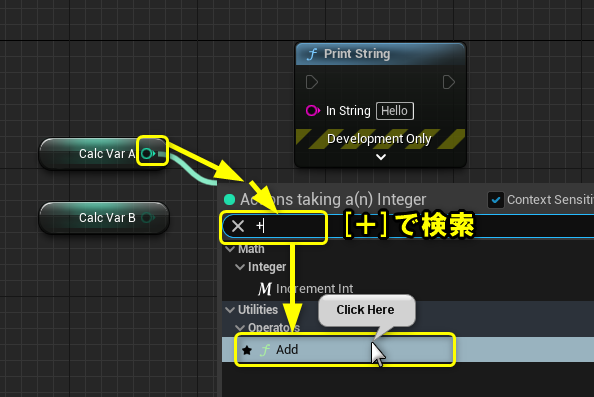 Print String
In String Hello
Development Only
Calc Var A
Calc Var B
Actions taking a(n) Integer
Context Sensiti
+
[＋]で検索
Math
Integer
Increment Int
Utilities
Click Here
Operators
Add